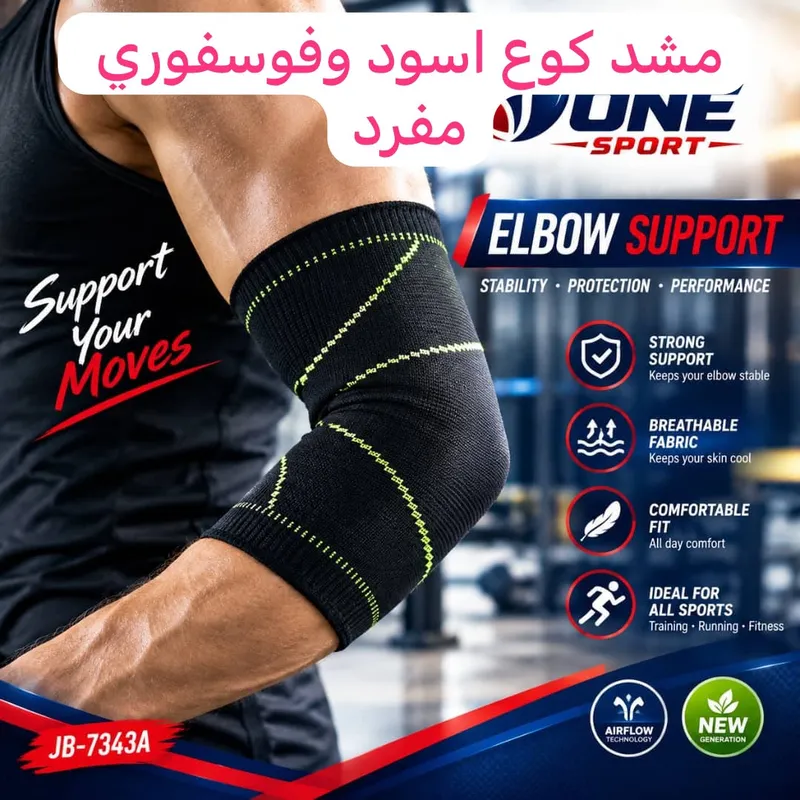 مشد كوع اسود وفوسفوري
مفرد
ONE
SPORT
ELBOW SUPPORT
STABILITY • PROTECTION • PERFORMANCE
Support
Your
Moves
STRONG
SUPPORT
Keeps your elbow stable
BREATHABLE
FABRIC
Keeps your skin cool
COMFORTABLE
FIT
All day comfort
IDEAL FOR
ALL SPORTS
Training • Running • Fitness
JB-7343A
AIRFLOW
TECHNOLOGY
NEW
GENERATION